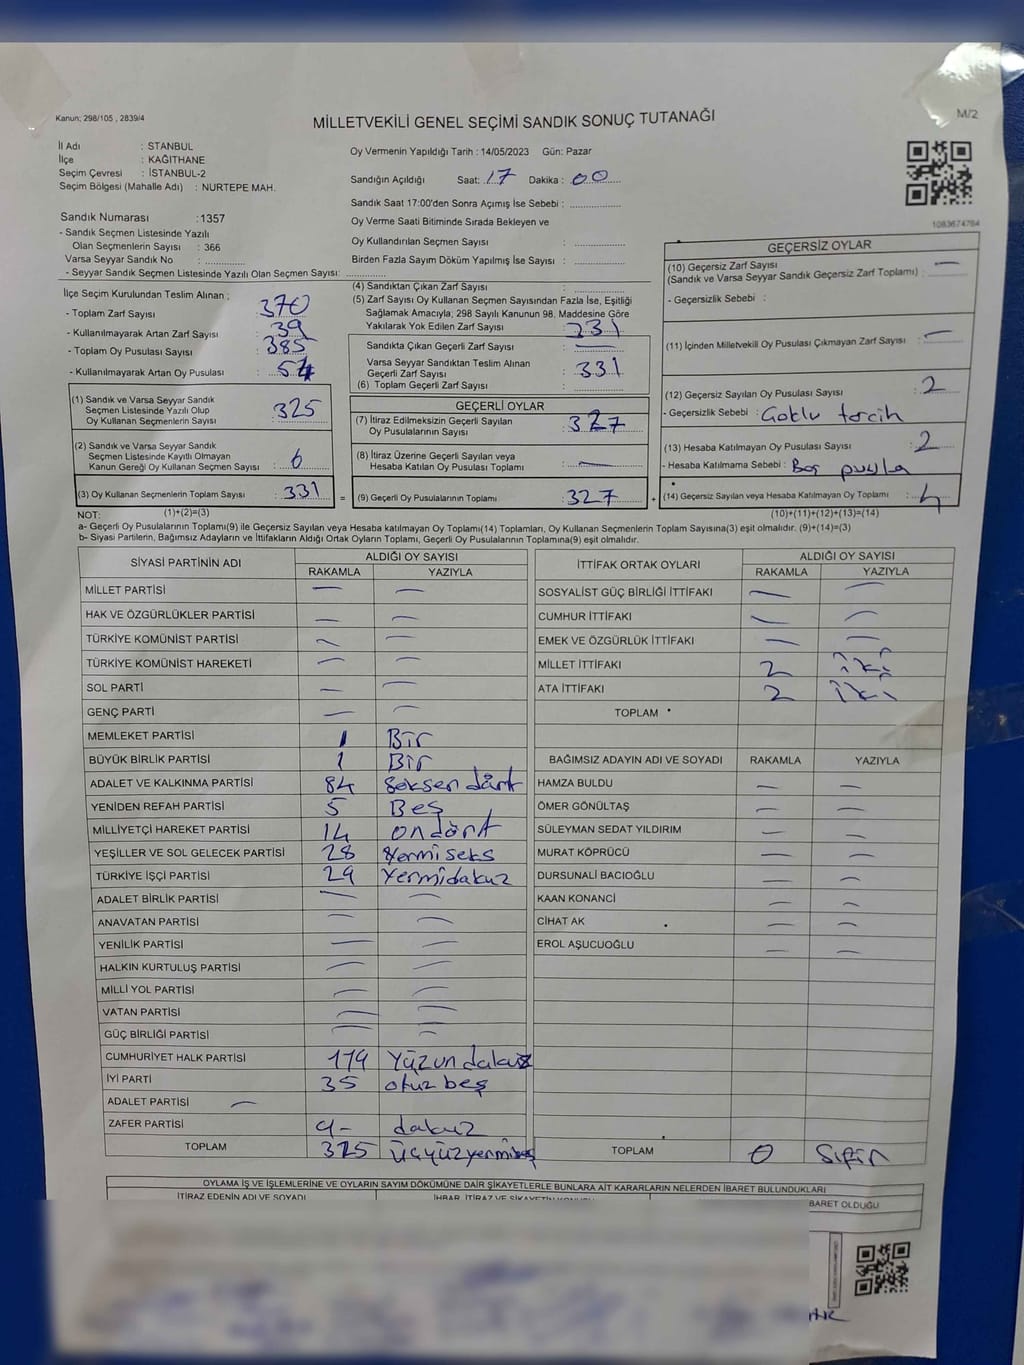 Kanun; 298/105 , 2839/4
MİLLETVEKİLİ GENEL SEÇİMİ SANDIK SONUÇ TUTANAĞI
M/2
İl Adı : STANBUL
İlçe : KAĞITHANE
Seçim Çevresi : İSTANBUL-2
Seçim Bölgesi (Mahalle Adı) : NURTEPE MAH.
Oy Vermenin Yapıldığı Tarih : 14/05/2023 Gün: Pazar
Sandığın Açıldığı Saat: 17 Dakika : 00
Sandık Saat 17:00'den Sonra Açımış İse Sebebi :
Oy Verme Saati Bitiminde Sırada Bekleyen ve
Oy Kullandırılan Seçmen Sayısı :
Birden Fazla Sayım Döküm Yapılmış İse Sayısı :
1083674784
Sandık Numarası :1357
- Sandık Seçmen Listesinde Yazılı
Olan Seçmenlerin Sayısı : 366
Varsa Seyyar Sandık No :
- Seyyar Sandık Seçmen Listesinde Yazılı Olan Seçmen Sayısı:
İlçe Seçim Kurulundan Teslim Alınan ;
- Toplam Zarf Sayısı : 370
- Kullanılmayarak Artan Zarf Sayısı : 39
- Toplam Oy Pusulası Sayısı : 385
- Kullanılmayarak Artan Oy Pusulası : 54
(1) Sandık ve Varsa Seyyar Sandık
Seçmen Listesinde Yazılı Olup
Oy Kullanan Seçmenlerin Sayısı : 325
(2) Sandık ve Varsa Seyyar Sandık
Seçmen Listesinde Kayıtlı Olmayan
Kanun Gereği Oy Kullanan Seçmen Sayısı : 6
(3) Oy Kullanan Seçmenlerin Toplam Sayısı : 331
(1)+(2)=(3)
(4) Sandıktan Çıkan Zarf Sayısı :
(5) Zarf Sayısı Oy Kullanan Seçmen Sayısından Fazla İse, Eşitliği
Sağlamak Amacıyla; 298 Sayılı Kanunun 98. Maddesine Göre
Yakılarak Yok Edilen Zarf Sayısı : 231
Sandıkta Çıkan Geçerli Zarf Sayısı : —
Varsa Seyyar Sandıktan Teslim Alınan
Geçerli Zarf Sayısı : 331
(6) Toplam Geçerli Zarf Sayısı :
GEÇERLİ OYLAR
(7) İtiraz Edilmeksizin Geçerli Sayılan
Oy Pusulalarının Sayısı : 327
(8) İtiraz Üzerine Geçerli Sayılan veya
Hesaba Katılan Oy Pusulası Toplamı : —
= (9) Geçerli Oy Pusulalarının Toplamı : 327 +
GEÇERSİZ OYLAR
(10) Geçersiz Zarf Sayısı : —
(Sandık ve Varsa Seyyar Sandık Geçersiz Zarf Toplamı)
- Geçersizlik Sebebi :
(11) İçinden Milletvekili Oy Pusulası Çıkmayan Zarf Sayısı : —
(12) Geçersiz Sayılan Oy Pusulası Sayısı : 2
- Geçersizlik Sebebi : Çoklu tercih
(13) Hesaba Katılmayan Oy Pusulası Sayısı : 2
- Hesaba Katılmama Sebebi : Boş pusula
(14) Geçersiz Sayılan veya Hesaba Katılmayan Oy Toplamı : 4
(10)+(11)+(12)+(13)=(14)
NOT:
a- Geçerli Oy Pusulalarının Toplamı(9) ile Geçersiz Sayılan veya Hesaba katılmayan Oy Toplamı(14) Toplamları, Oy Kullanan Seçmenlerin Toplam Sayısına(3) eşit olmalıdır. (9)+(14)=(3)
b- Siyasi Partilerin, Bağımsız Adayların ve İttifakların Aldığı Ortak Oyların Toplamı, Geçerli Oy Pusulalarının Toplamına(9) eşit olmalıdır.
SİYASİ PARTİNİN ADI ALDIĞI OY SAYISI
RAKAMLA YAZIYLA
MİLLET PARTİSİ — —
HAK VE ÖZGÜRLÜKLER PARTİSİ — —
TÜRKİYE KOMÜNİST PARTİSİ — —
TÜRKİYE KOMÜNİST HAREKETİ — —
SOL PARTİ — —
GENÇ PARTİ — —
MEMLEKET PARTİSİ 1 Bir
BÜYÜK BİRLİK PARTİSİ 1 Bir
ADALET VE KALKINMA PARTİSİ 84 Seksen dört
YENİDEN REFAH PARTİSİ 5 Beş
MİLLİYETÇİ HAREKET PARTİSİ 14 on dört
YEŞİLLER VE SOL GELECEK PARTİSİ 28 Yermi seks
TÜRKİYE İŞÇİ PARTİSİ 29 Yermidakuz
ADALET BİRLİK PARTİSİ — —
ANAVATAN PARTİSİ — —
YENİLİK PARTİSİ — —
HALKIN KURTULUŞ PARTİSİ — —
MİLLİ YOL PARTİSİ — —
VATAN PARTİSİ — —
GÜÇ BİRLİĞİ PARTİSİ — —
CUMHURİYET HALK PARTİSİ 119 Yüzün dakuz
İYİ PARTİ 35 otuz beş
ADALET PARTİSİ —
ZAFER PARTİSİ 9- dakuz
TOPLAM 325 Üçyüzyermibeş
İTTİFAK ORTAK OYLARI ALDIĞI OY SAYISI
RAKAMLA YAZIYLA
SOSYALİST GÜÇ BİRLİĞİ İTTİFAKI — —
CUMHUR İTTİFAKI — —
EMEK VE ÖZGÜRLÜK İTTİFAKI — —
MİLLET İTTİFAKI 2 iki
ATA İTTİFAKI 2 iki
TOPLAM
BAĞIMSIZ ADAYIN ADI VE SOYADI RAKAMLA YAZIYLA
HAMZA BULDU — —
ÖMER GÖNÜLTAŞ — —
SÜLEYMAN SEDAT YILDIRIM — —
MURAT KÖPRÜCÜ — —
DURSUNALİ BACIOĞLU — —
KAAN KONANCİ — —
CİHAT AK — —
EROL AŞUCUOĞLU — —
TOPLAM 0 Sıfır
OYLAMA İŞ VE İŞLEMLERİNE VE OYLARIN SAYIM DÖKÜMÜNE DAİR ŞİKAYETLERLE BUNLARA AİT KARARLARIN NELERDEN İBARET BULUNDUKLARI
İTİRAZ EDENİN ADI VE SOYADI İHBAR, İTİRAZ VE ŞİKAYETİN KONUSU BARET OLDUĞU